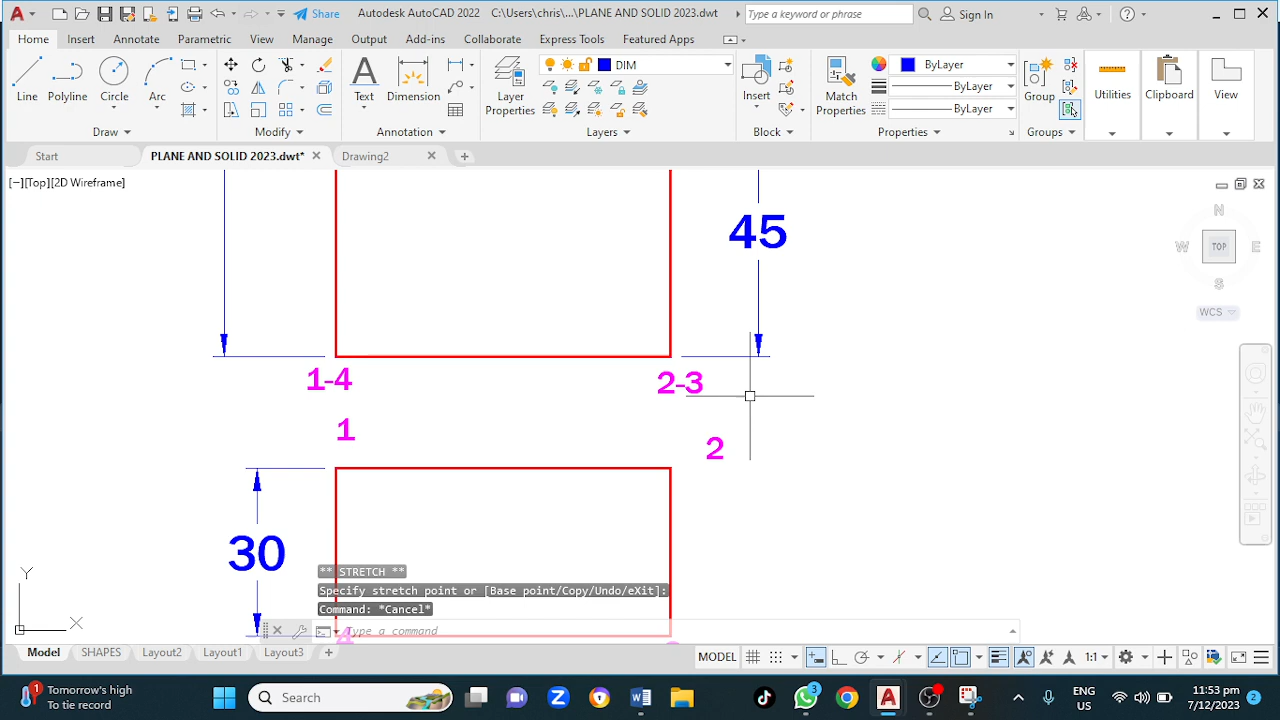 Share
Autodesk AutoCAD 2022
C:\Users\chris\...\PLANE AND SOLID 2023.dwt
Type a keyword or phrase
Sign In
Home
Insert
Annotate
Parametric
View
Manage
Output
Add-ins
Collaborate
Express Tools
Featured Apps
Line
Polyline
Circle
Arc
Text
Dimension
Layer
Properties
DIM
Insert
Match
Properties
ByLayer
ByLayer
ByLayer
Group
Utilities
Clipboard
View
Draw
Modify
Annotation
Layers
Block
Properties
Groups
Start
PLANE AND SOLID 2023.dwt*
Drawing2
[−][Top][2D Wireframe]
N
W
TOP
E
S
WCS
45
1-4
2-3
1
2
30
** STRETCH **
Specify stretch point or [Base point/Copy/Undo/eXit]:
Command: *Cancel*
Type a command
4
Y
X
Model
SHAPES
Layout2
Layout1
Layout3
MODEL
1:1
1
Tomorrow's high
To tie record
Search
3
ENG
US
11:53 pm
7/12/2023
2